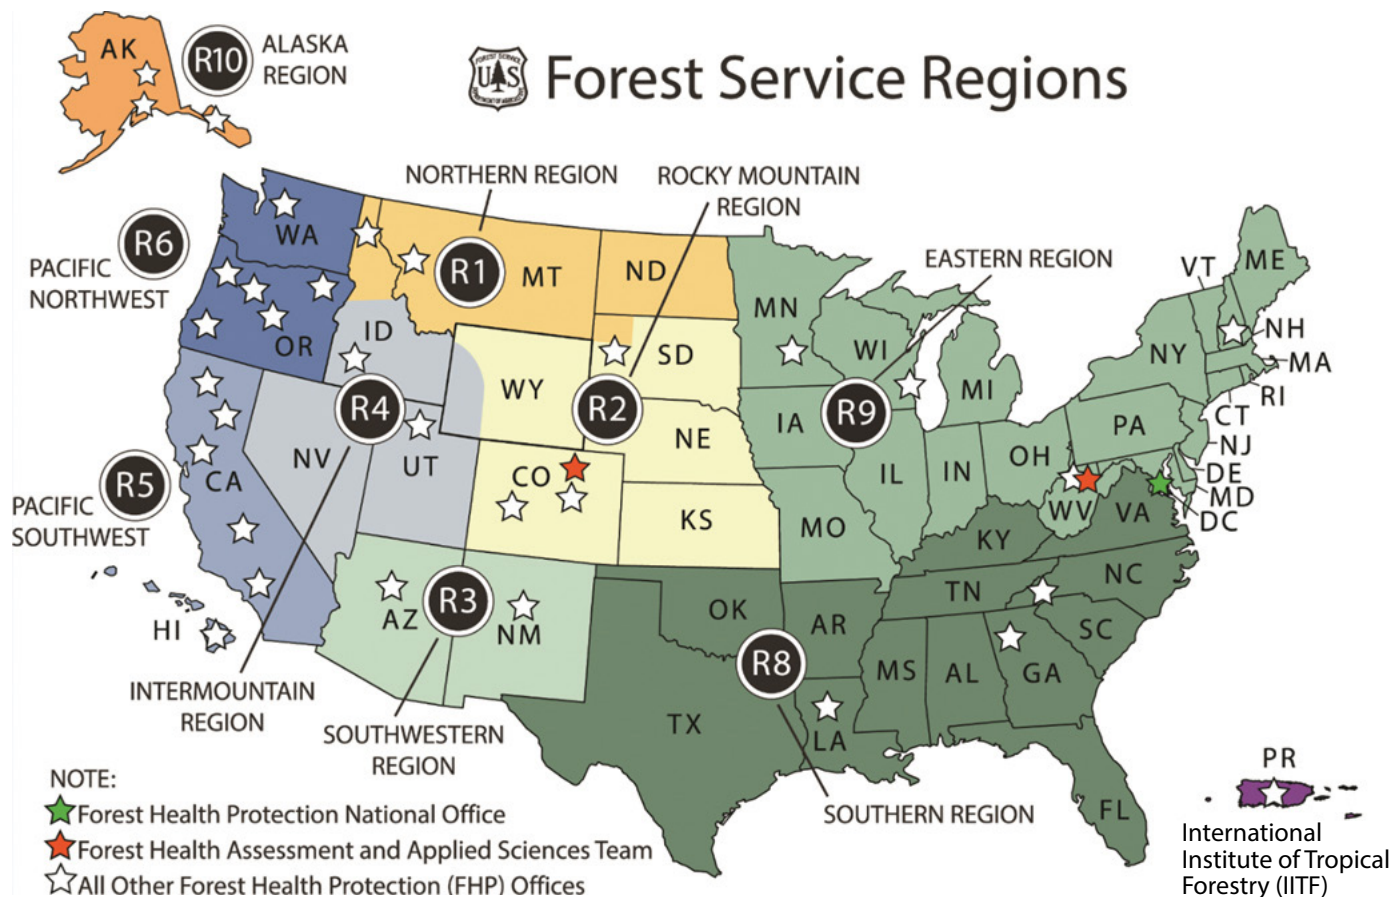 AK
R10
ALASKA
REGION
FOREST SERVICE
U S
DEPARTMENT OF AGRICULTURE
Forest Service Regions
NORTHERN REGION
ROCKY MOUNTAIN
REGION
EASTERN REGION
R6
PACIFIC
NORTHWEST
WA
OR
R1
MT
ND
ID
R4
WY
SD
R2
NE
CO
KS
NV
UT
R5
PACIFIC
SOUTHWEST
CA
HI
AZ
R3
NM
INTERMOUNTAIN
REGION
SOUTHWESTERN
REGION
MN
WI
MI
IA
R9
IL
IN
OH
MO
VT
ME
NH
NY
MA
RI
CT
PA
NJ
DE
MD
DC
WV
VA
KY
TN
NC
SC
OK
AR
R8
MS
AL
GA
TX
LA
FL
SOUTHERN REGION
PR
International
Institute of Tropical
Forestry (IITF)
NOTE:
Forest Health Protection National Office
Forest Health Assessment and Applied Sciences Team
All Other Forest Health Protection (FHP) Offices